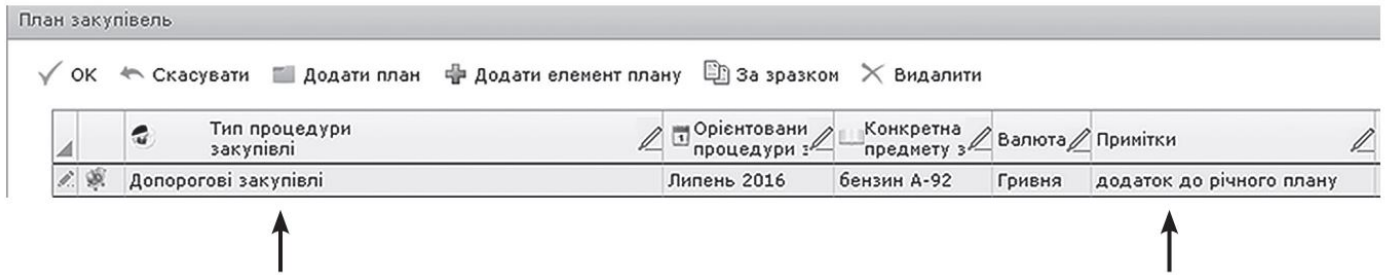 План закупівель
OK Скасувати Додати план Додати елемент плану За зразком Видалити
Тип процедури закупівлі
Орієнтовани процедури з
Конкретна предмету з
Валюта
Примітки
Допорогові закупівлі Липень 2016 бензин А-92 Гривня додаток до річного плану